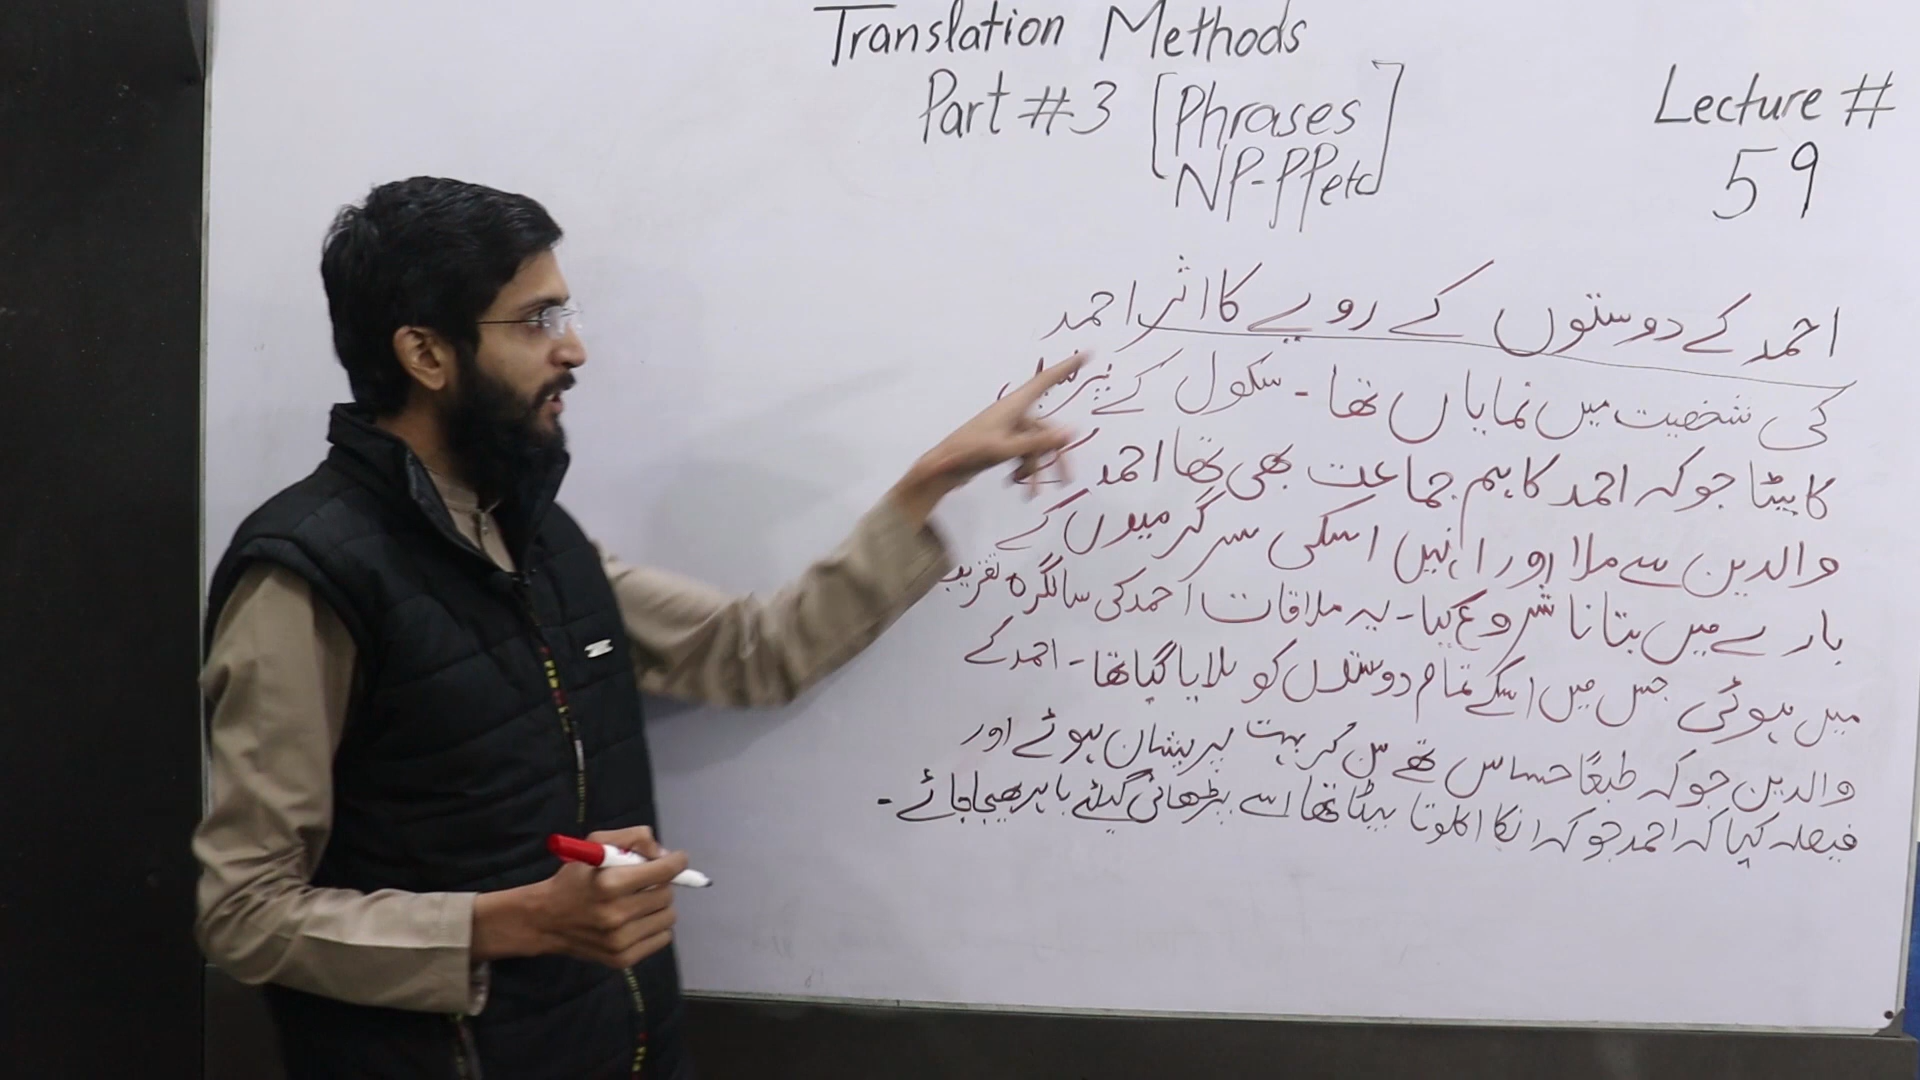 Translation Methods
Part #3 [Phrases
NP-PP etc]
Lecture #
59
احمد کے دوستوں کے رویے کا اثر احمد
کی شخصیت میں نمایاں تھا - سکول کے
کا بیٹا جو کہ احمد کا ہم جماعت بھی تھا احمد کے
والدین سے ملا اور انہیں اسکی سرگرمیوں کے
بارے میں بتانا شروع کیا - یہ ملاقات احمد کی سالگرہ تقریب
میں ہوئی جس میں اسکے تمام دوستوں کو بلایا گیا تھا - احمد کے
والدین جو کہ طبعًا حساس تھے سن کر بہت پریشان ہوئے اور
فیصلہ کیا کہ احمد جو کہ انکا اکلوتا بیٹا تھا اسے پڑھائی کیلئے باہر بھیجا جائے -